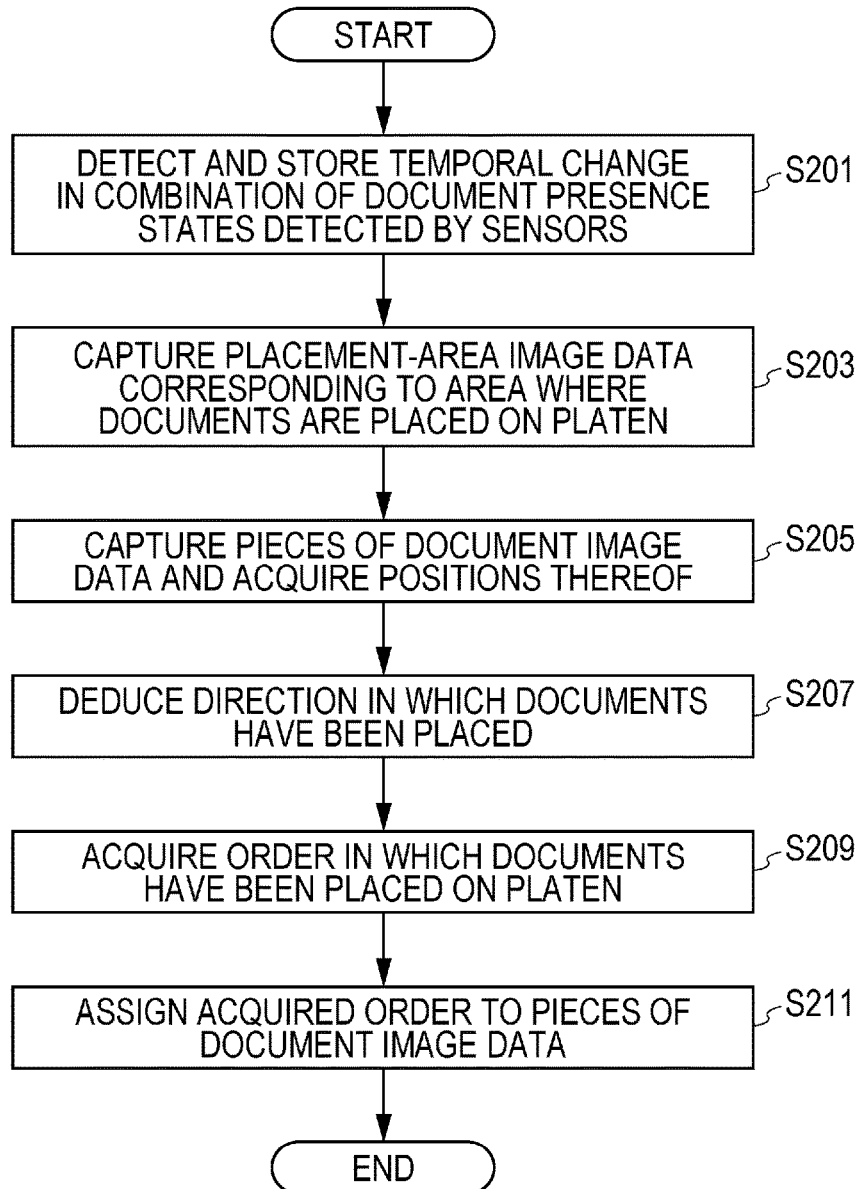 START
DETECT AND STORE TEMPORAL CHANGE
IN COMBINATION OF DOCUMENT PRESENCE
STATES DETECTED BY SENSORS
S201
CAPTURE PLACEMENT-AREA IMAGE DATA
CORRESPONDING TO AREA WHERE
DOCUMENTS ARE PLACED ON PLATEN
S203
CAPTURE PIECES OF DOCUMENT IMAGE
DATA AND ACQUIRE POSITIONS THEREOF
S205
DEDUCE DIRECTION IN WHICH DOCUMENTS
HAVE BEEN PLACED
S207
ACQUIRE ORDER IN WHICH DOCUMENTS
HAVE BEEN PLACED ON PLATEN
S209
ASSIGN ACQUIRED ORDER TO PIECES OF
DOCUMENT IMAGE DATA
S211
END